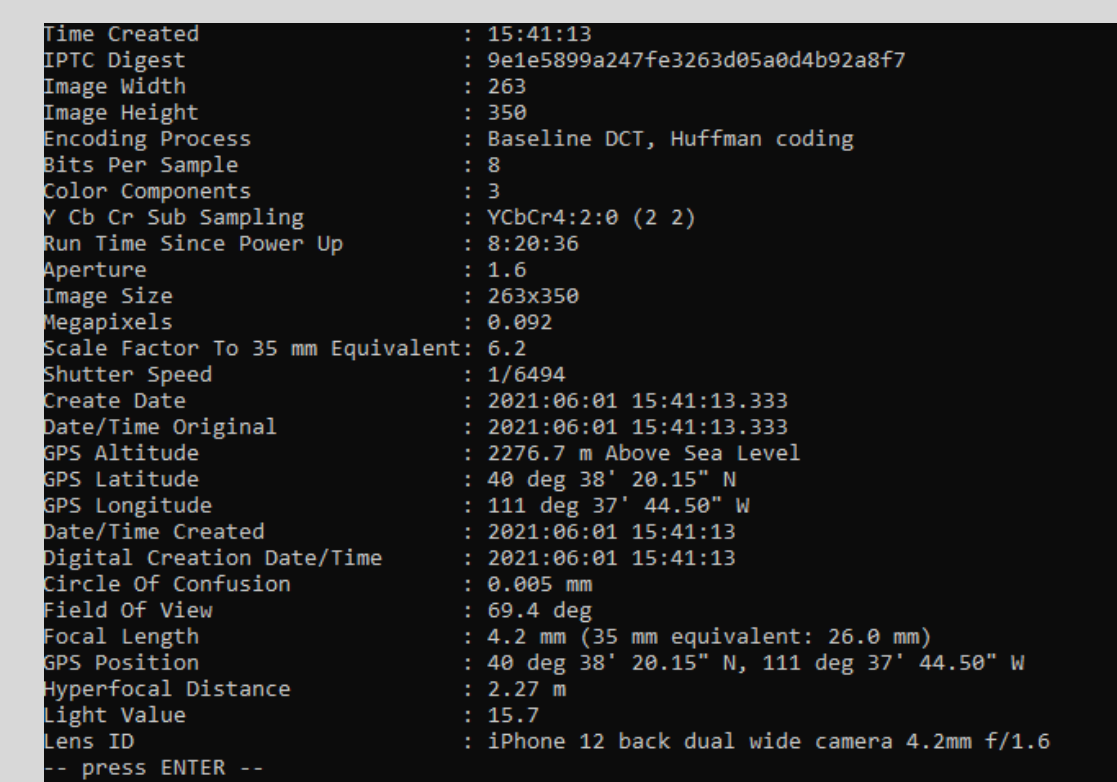 Time Created : 15:41:13
IPTC Digest : 9e1e5899a247fe3263d05a0d4b92a8f7
Image Width : 263
Image Height : 350
Encoding Process : Baseline DCT, Huffman coding
Bits Per Sample : 8
Color Components : 3
Y Cb Cr Sub Sampling : YCbCr4:2:0 (2 2)
Run Time Since Power Up : 8:20:36
Aperture : 1.6
Image Size : 263x350
Megapixels : 0.092
Scale Factor To 35 mm Equivalent: 6.2
Shutter Speed : 1/6494
Create Date : 2021:06:01 15:41:13.333
Date/Time Original : 2021:06:01 15:41:13.333
GPS Altitude : 2276.7 m Above Sea Level
GPS Latitude : 40 deg 38' 20.15" N
GPS Longitude : 111 deg 37' 44.50" W
Date/Time Created : 2021:06:01 15:41:13
Digital Creation Date/Time : 2021:06:01 15:41:13
Circle Of Confusion : 0.005 mm
Field Of View : 69.4 deg
Focal Length : 4.2 mm (35 mm equivalent: 26.0 mm)
GPS Position : 40 deg 38' 20.15" N, 111 deg 37' 44.50" W
Hyperfocal Distance : 2.27 m
Light Value : 15.7
Lens ID : iPhone 12 back dual wide camera 4.2mm f/1.6
-- press ENTER --